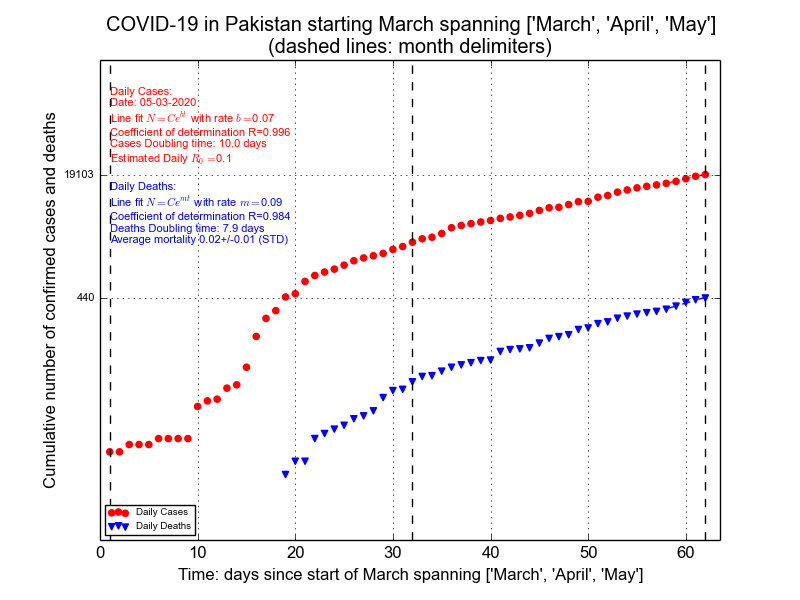 COVID-19 in Pakistan starting March spanning ['March', 'April', 'May']
(dashed lines: month delimiters)
Daily Cases:
Date: 05-03-2020
Line fit N = Ce^{bt} with rate b =0.07
Coefficient of determination R=0.996
Cases Doubling time: 10.0 days
Estimated Daily R_0 =0.1
Daily Deaths:
Line fit N = Ce^{mt} with rate m =0.09
Coefficient of determination R=0.984
Deaths Doubling time: 7.9 days
Average mortality 0.02+/-0.01 (STD)
Cumulative number of confirmed cases and deaths
19103
440
Daily Cases
Daily Deaths
0 10 20 30 40 50 60
Time: days since start of March spanning ['March', 'April', 'May']